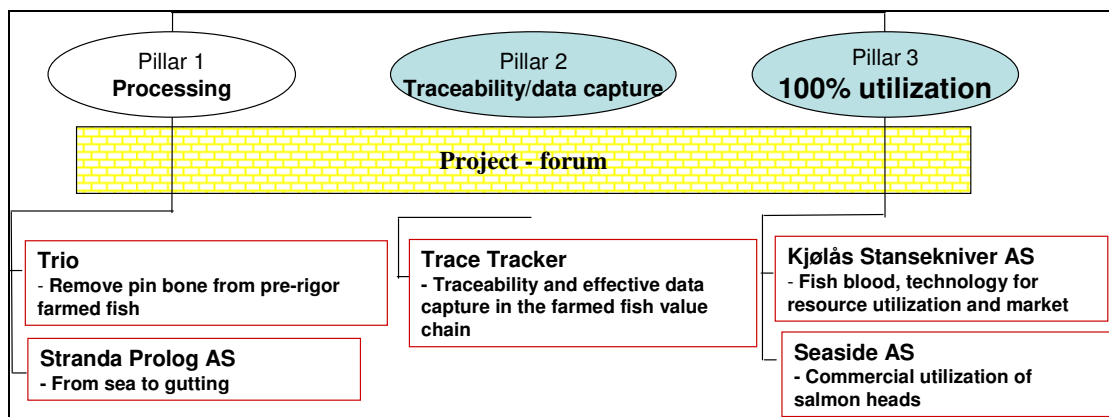 Pillar 1
Processing
Pillar 2
Traceability/data capture
Pillar 3
100% utilization
Project - forum
Trio
- Remove pin bone from pre-rigor
farmed fish
Stranda Prolog AS
- From sea to gutting
Trace Tracker
- Traceability and effective data
capture in the farmed fish value
chain
Kjølås Stansekniver AS
- Fish blood, technology for
resource utilization and market
Seaside AS
- Commercial utilization of
salmon heads